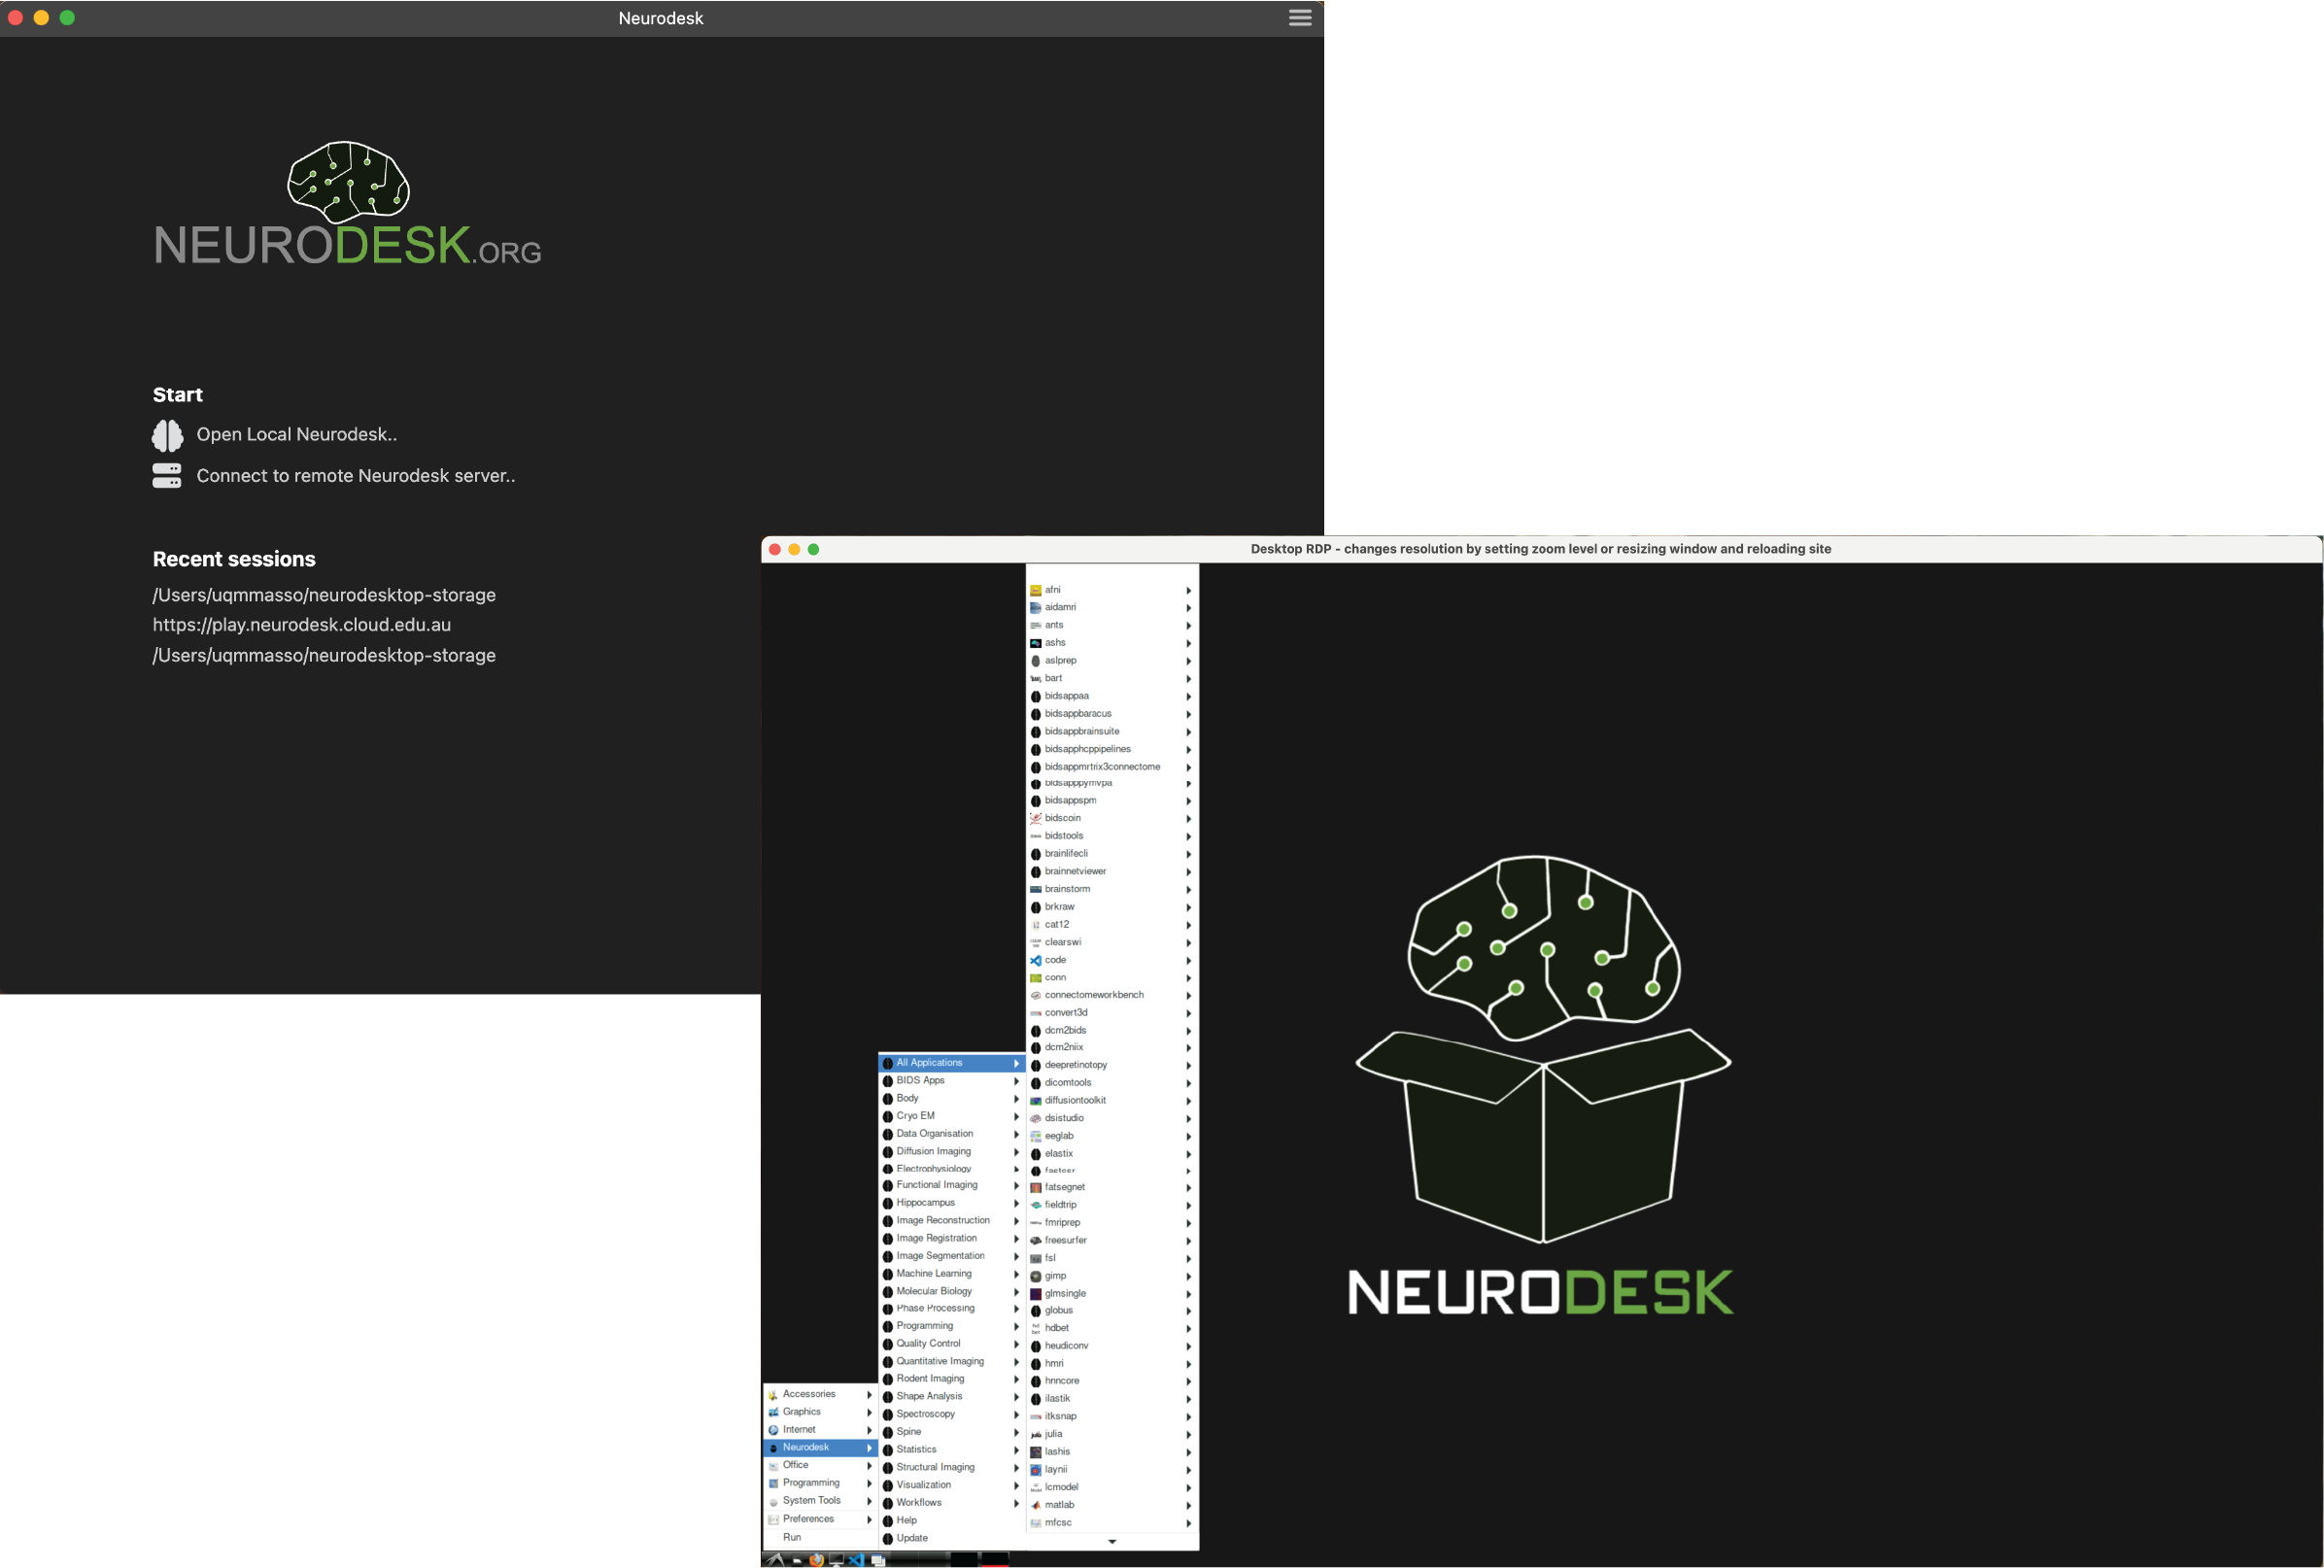 Neurodesk
NEURODESK.ORG
Start
Open Local Neurodesk..
Connect to remote Neurodesk server..
Recent sessions
/Users/uqmmasso/neurodesktop-storage
https://play.neurodesk.cloud.edu.au
/Users/uqmmasso/neurodesktop-storage
Desktop RDP - changes resolution by setting zoom level or resizing window and reloading site
Accessories
Graphics
Internet
Neurodesk
Office
Programming
System Tools
Preferences
Run
All Applications
BIDS Apps
Body
Cryo EM
Data Organisation
Diffusion Imaging
Electrophysiology
Functional Imaging
Hippocampus
Image Reconstruction
Image Registration
Image Segmentation
Machine Learning
Molecular Biology
Phase Processing
Programming
Quality Control
Quantitative Imaging
Rodent Imaging
Shape Analysis
Spectroscopy
Spine
Statistics
Structural Imaging
Visualization
Workflows
Help
Update
afni
aidamri
ants
ashs
aslprep
bart
bidsappaa
bidsappbaracus
bidsappbrainsuite
bidsapphcppipelines
bidsappmrtrix3connectome
bidsapppymvpa
bidsappspm
bidscoin
bidstools
brainlifecli
brainnetviewer
brainstorm
brkraw
cat12
clearswi
code
conn
connectomeworkbench
convert3d
dcm2bids
dcm2niix
deepretinotopy
dicomtools
diffusiontoolkit
dsistudio
eeglab
elastix
fatsegnet
fieldtrip
fmriprep
freesurfer
fsl
gimp
glmsingle
globus
hdbet
heudiconv
hmri
hnncore
ilastik
itksnap
julia
lashis
laynii
lcmodel
matlab
mfcsc
NEURODESK